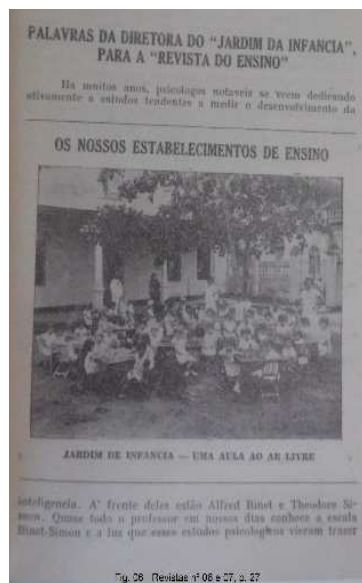 PALAVRAS DA DIRETORA DO "JARDIM DA INFANCIA",
PARA A "REVISTA DO ENSINO"
Ha muitos anos, psicologos notaveis se veem dedicando
ativamente a estudos tendentes a medir o desenvolvimento da
OS NOSSOS ESTABELECIMENTOS DE ENSINO
JARDIM DE INFANCIA — UMA AULA AO AR LIVRE
inteligencia. A' frente deles estão Alfred Binet e Theodore Si-
mon. Quase todo o professor em nossos dias conhece a escala
Binet-Simon e a luz que esses estudos psicologicos vieram trazer
Fig. 06 Revistas nº 06 e 07, p. 27